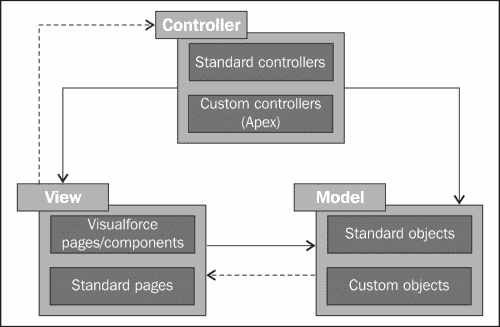 Controller
Standard controllers
Custom controllers
(Apex)
View
Visualforce
pages/components
Standard pages
Model
Standard objects
Custom objects